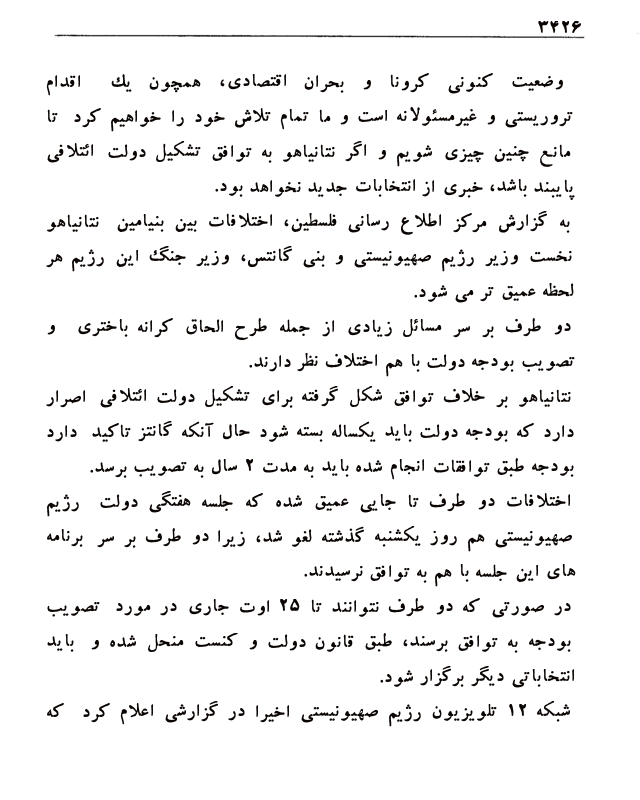 ۳۴۲۶
وضعیت کنونی کرونا و بحران اقتصادی، همچون یك اقدام
تروریستی و غیرمسئولانه است و ما تمام تلاش خود را خواهیم کرد تا
مانع چنین چیزی شویم و اگر نتانیاهو به توافق تشکیل دولت ائتلافی
پایبند باشد، خبری از انتخابات جدید نخواهد بود.
به گزارش مرکز اطلاع رسانی فلسطین، اختلافات بین بنیامین نتانیاهو
نخست وزیر رژیم صهیونیستی و بنی گانتس، وزیر جنگ این رژیم هر
لحظه عمیق تر می شود.
دو طرف بر سر مسائل زیادی از جمله طرح الحاق کرانه باختری و
تصویب بودجه دولت با هم اختلاف نظر دارند.
نتانیاهو بر خلاف توافق شکل گرفته برای تشکیل دولت ائتلافی اصرار
دارد که بودجه دولت باید یکساله بسته شود حال آنکه گانتز تاکید دارد
بودجه طبق توافقات انجام شده باید به مدت ۲ سال به تصویب برسد.
اختلافات دو طرف تا جایی عمیق شده که جلسه هفتگی دولت رژیم
صهیونیستی هم روز یکشنبه گذشته لغو شد، زیرا دو طرف بر سر برنامه
های این جلسه با هم به توافق نرسیدند.
در صورتی که دو طرف نتوانند تا ۲۵ اوت جاری در مورد تصویب
بودجه به توافق برسند، طبق قانون دولت و کنست منحل شده و باید
انتخاباتی دیگر برگزار شود.
شبکه ۱۲ تلویزیون رژیم صهیونیستی اخیرا در گزارشی اعلام کرد که